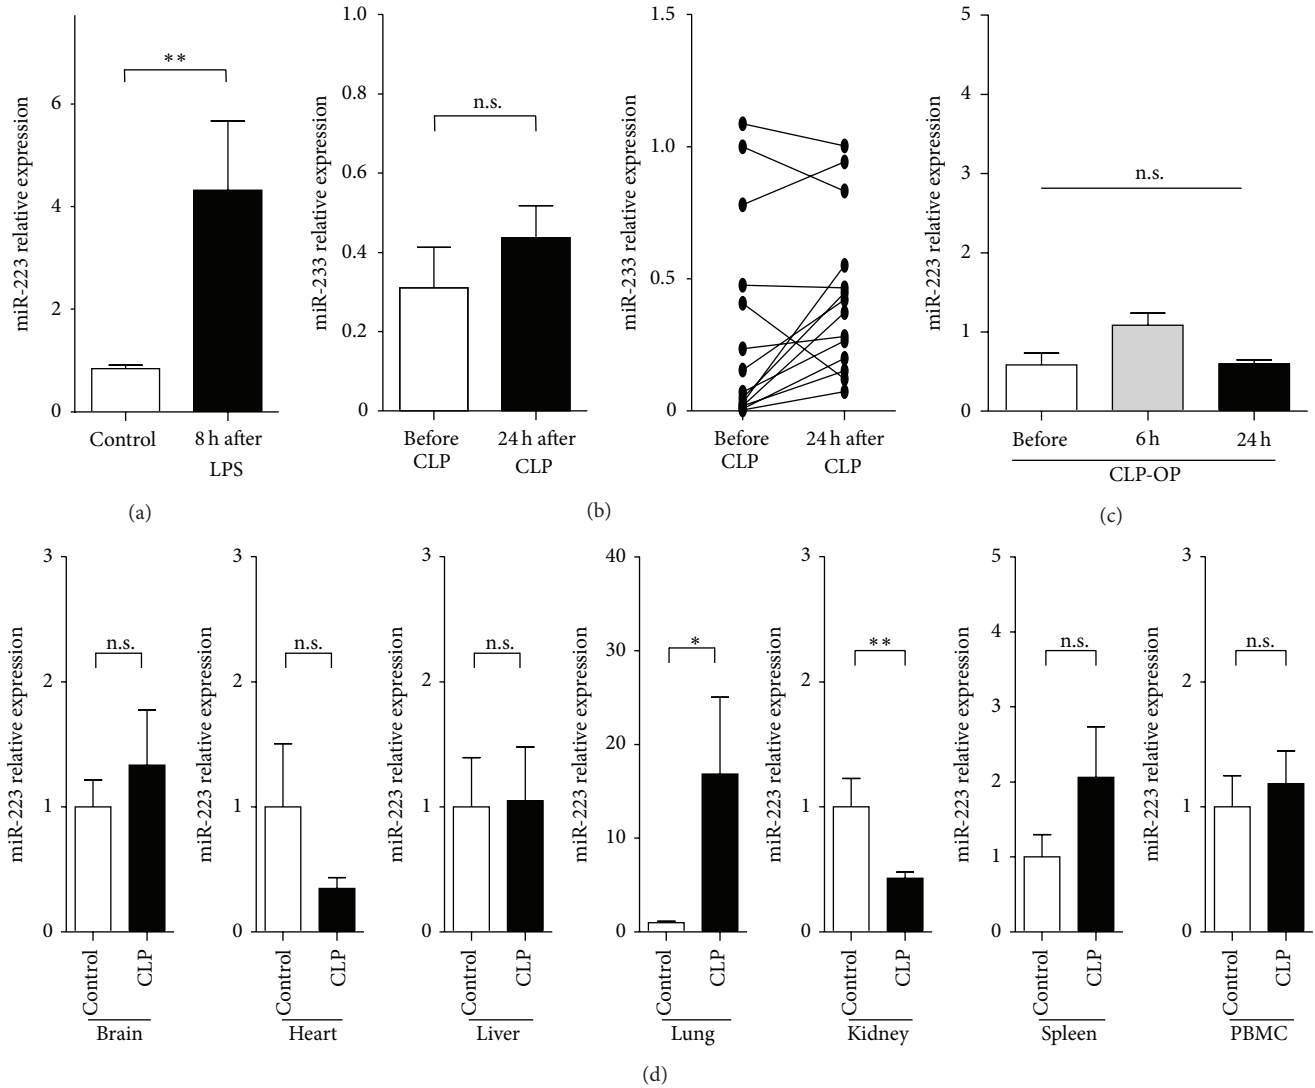 miR-223 relative expression
6
4
2
0
**
Control
8 h after
LPS
(a)
miR-233 relative expression
1.0
0.8
0.6
0.4
0.2
0
n.s.
Before
CLP
24 h after
CLP
miR-233 relative expression
1.5
1.0
0.5
0
Before
CLP
24 h after
CLP
(b)
miR-223 relative expression
5
4
3
2
1
0
n.s.
Before
6 h
24 h
CLP-OP
(c)
miR-223 relative expression
3
2
1
0
n.s.
Control
CLP
Brain
miR-223 relative expression
3
2
1
0
n.s.
Control
CLP
Heart
miR-223 relative expression
3
2
1
0
n.s.
Control
CLP
Liver
miR-223 relative expression
40
30
20
10
0
*
Control
CLP
Lung
miR-223 relative expression
3
2
1
0
**
Control
CLP
Kidney
miR-223 relative expression
5
4
3
2
1
0
n.s.
Control
CLP
Spleen
miR-223 relative expression
3
2
1
0
n.s.
Control
CLP
PBMC
(d)